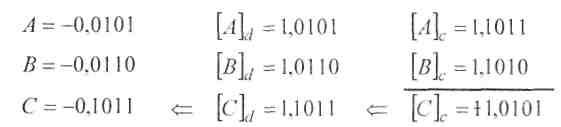 A = −0,0101 [A]d = 1,0101 [A]c = 1,1011
B = −0,0110 [B]d = 1,0110 [B]c = 1,1010
C = −0,1011 ⇐ [C]d = 1,1011 ⇐ [C]c = 11,0101